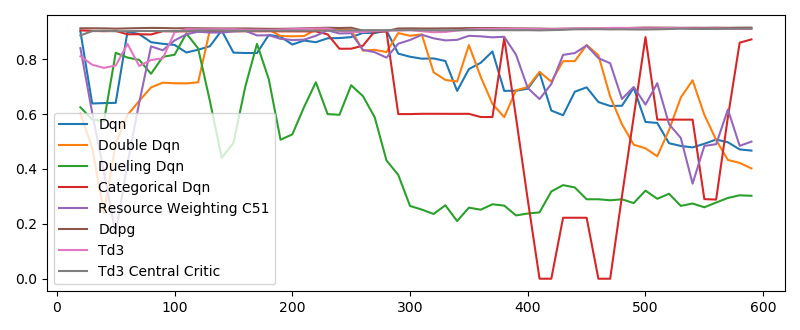 0.8
0.6
0.4
0.2
0.0
Dqn
Double Dqn
Dueling Dqn
Categorical Dqn
Resource Weighting C51
Ddpg
Td3
Td3 Central Critic
0 100 200 300 400 500 600